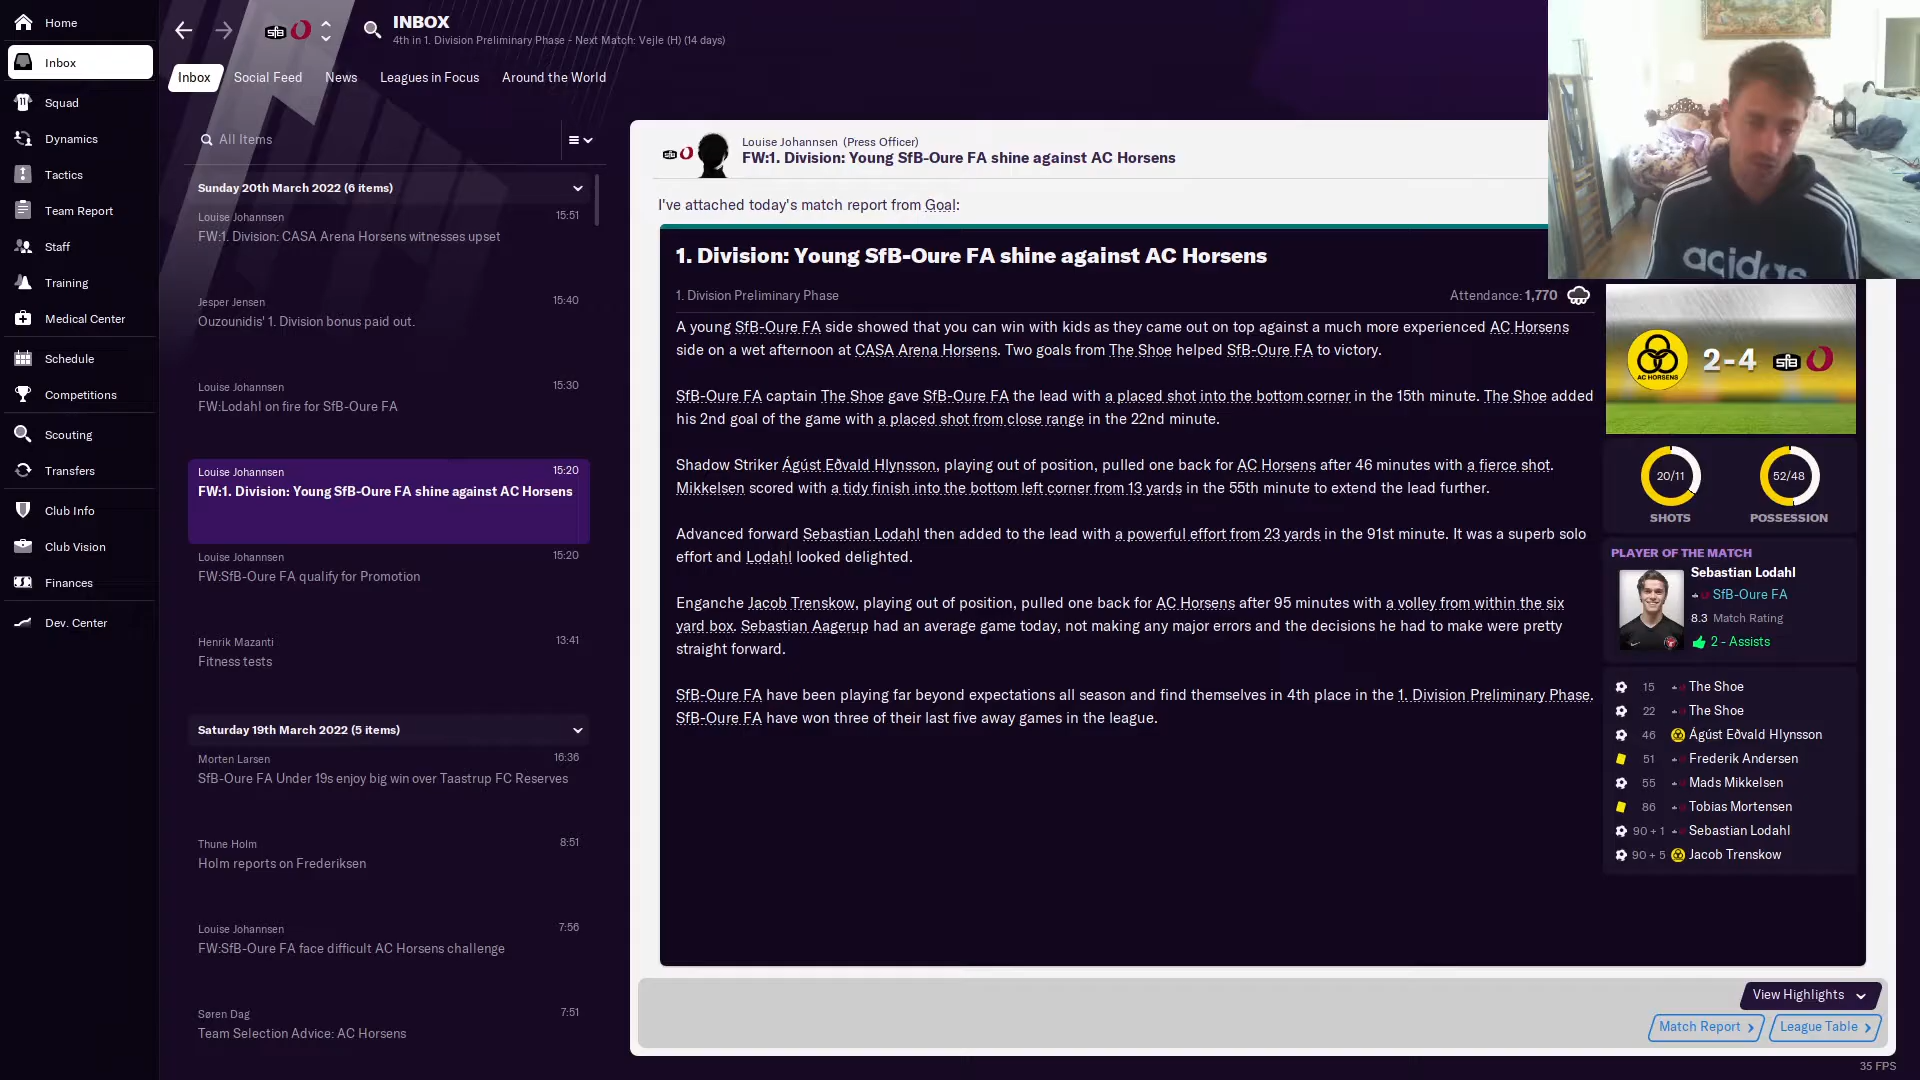 Home
Inbox
Squad
Dynamics
Tactics
Team Report
Staff
Training
Medical Center
Schedule
Competitions
Scouting
Transfers
Club Info
Club Vision
Finances
Dev. Center
INBOX
4th in 1. Division Preliminary Phase - Next Match: Vejle (H) (14 days)
Inbox
Social Feed
News
Leagues in Focus
Around the World
All Items
Sunday 20th March 2022 (6 items)
Louise Johannsen 15:51
FW:1. Division: CASA Arena Horsens witnesses upset
Jesper Jensen 15:40
Ouzounidis' 1. Division bonus paid out.
Louise Johannsen 15:30
FW:Lodahl on fire for SfB-Oure FA
Louise Johannsen 15:20
FW:1. Division: Young SfB-Oure FA shine against AC Horsens
Louise Johannsen 15:20
FW:SfB-Oure FA qualify for Promotion
Henrik Mazanti 13:41
Fitness tests
Saturday 19th March 2022 (5 items)
Morten Larsen 16:36
SfB-Oure FA Under 19s enjoy big win over Taastrup FC Reserves
Thune Holm 8:51
Holm reports on Frederiksen
Louise Johannsen 7:56
FW:SfB-Oure FA face difficult AC Horsens challenge
Søren Dag 7:51
Team Selection Advice: AC Horsens
Louise Johannsen (Press Officer)
FW:1. Division: Young SfB-Oure FA shine against AC Horsens
I've attached today's match report from Goal:
1. Division: Young SfB-Oure FA shine against AC Horsens
1. Division Preliminary Phase
Attendance: 1,770
A young SfB-Oure FA side showed that you can win with kids as they came out on top against a much more experienced AC Horsens
side on a wet afternoon at CASA Arena Horsens. Two goals from The Shoe helped SfB-Oure FA to victory.
SfB-Oure FA captain The Shoe gave SfB-Oure FA the lead with a placed shot into the bottom corner in the 15th minute. The Shoe added
his 2nd goal of the game with a placed shot from close range in the 22nd minute.
Shadow Striker Ágúst Eðvald Hlynsson, playing out of position, pulled one back for AC Horsens after 46 minutes with a fierce shot.
Mikkelsen scored with a tidy finish into the bottom left corner from 13 yards in the 55th minute to extend the lead further.
Advanced forward Sebastian Lodahl then added to the lead with a powerful effort from 23 yards in the 91st minute. It was a superb solo
effort and Lodahl looked delighted.
Enganche Jacob Trenskow, playing out of position, pulled one back for AC Horsens after 95 minutes with a volley from within the six
yard box. Sebastian Aagerup had an average game today, not making any major errors and the decisions he had to make were pretty
straight forward.
SfB-Oure FA have been playing far beyond expectations all season and find themselves in 4th place in the 1. Division Preliminary Phase.
SfB-Oure FA have won three of their last five away games in the league.
adidas
AC HORSENS
2-4
sfb
20/11
52/48
SHOTS
POSSESSION
PLAYER OF THE MATCH
Sebastian Lodahl
SfB-Oure FA
8.3 Match Rating
2 - Assists
15 The Shoe
22 The Shoe
46 Ágúst Eðvald Hlynsson
51 Frederik Andersen
55 Mads Mikkelsen
86 Tobias Mortensen
90 + 1 Sebastian Lodahl
90 + 5 Jacob Trenskow
View Highlights
Match Report
League Table
35 FPS